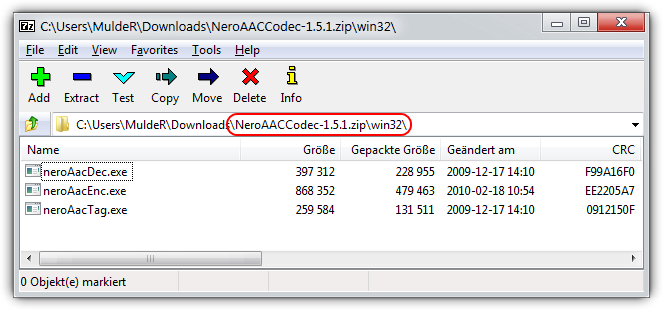 7z C:\Users\MuldeR\Downloads\NeroAACCodec-1.5.1.zip\win32\
File Edit View Favorites Tools Help
Add Extract Test Copy Move Delete Info
C:\Users\MuldeR\Downloads\NeroAACCodec-1.5.1.zip\win32\
Name Größe Gepackte Größe Geändert am CRC
neroAacDec.exe 397 312 228 955 2009-12-17 14:10 F99A16F0
neroAacEnc.exe 868 352 479 463 2010-02-18 10:54 EE2205A7
neroAacTag.exe 259 584 131 511 2009-12-17 14:10 0912150F
0 Objekt(e) markiert